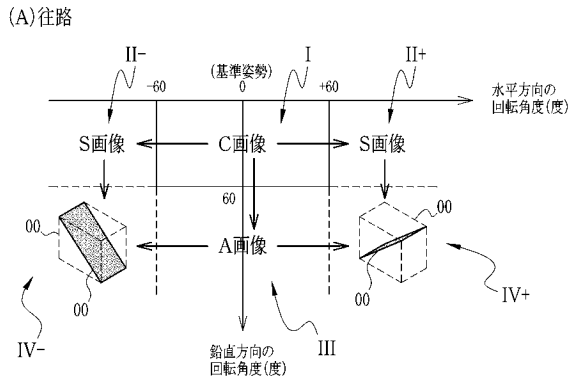 (A)往路
II-
I
II+
(基準姿勢)
-60
0
+60
水平方向の
回転角度(度)
S画像
C画像
S画像
60
00
00
A画像
00
00
IV-
III
IV+
鉛直方向の
回転角度(度)